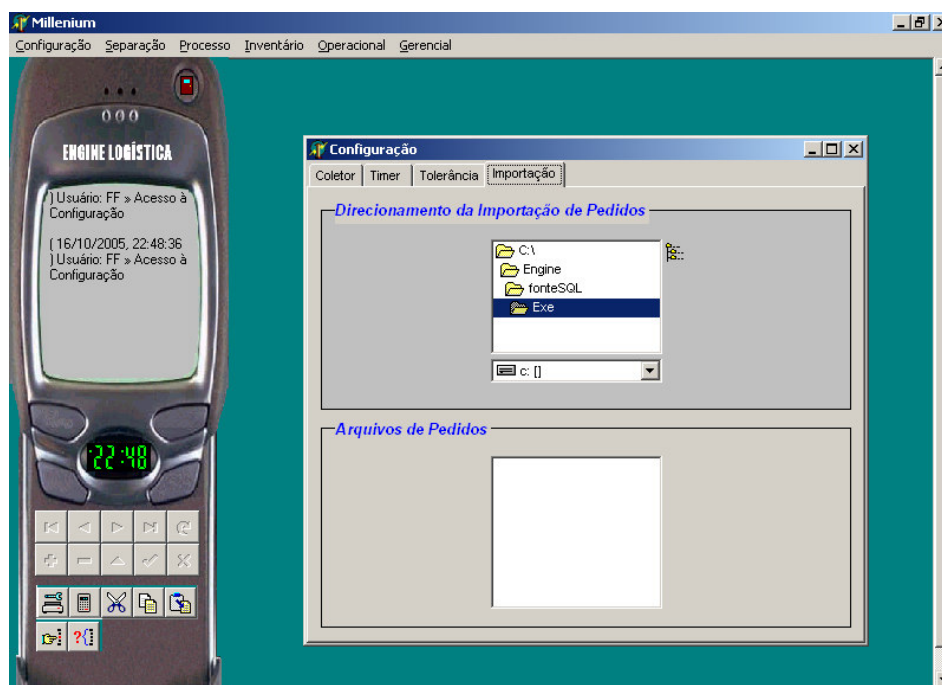 Millenium
Configuração Separação Processo Inventário Operacional Gerencial
ENGINE LOGÍSTICA
) Usuário: FF » Acesso à
Configuração
( 16/10/2005, 22:48:36
) Usuário: FF » Acesso à
Configuração
22:48
Configuração
Coletor Timer Tolerância Importação
Direcionamento da Importação de Pedidos
C:\
Engine
fonteSQL
Exe
c: []
Arquivos de Pedidos